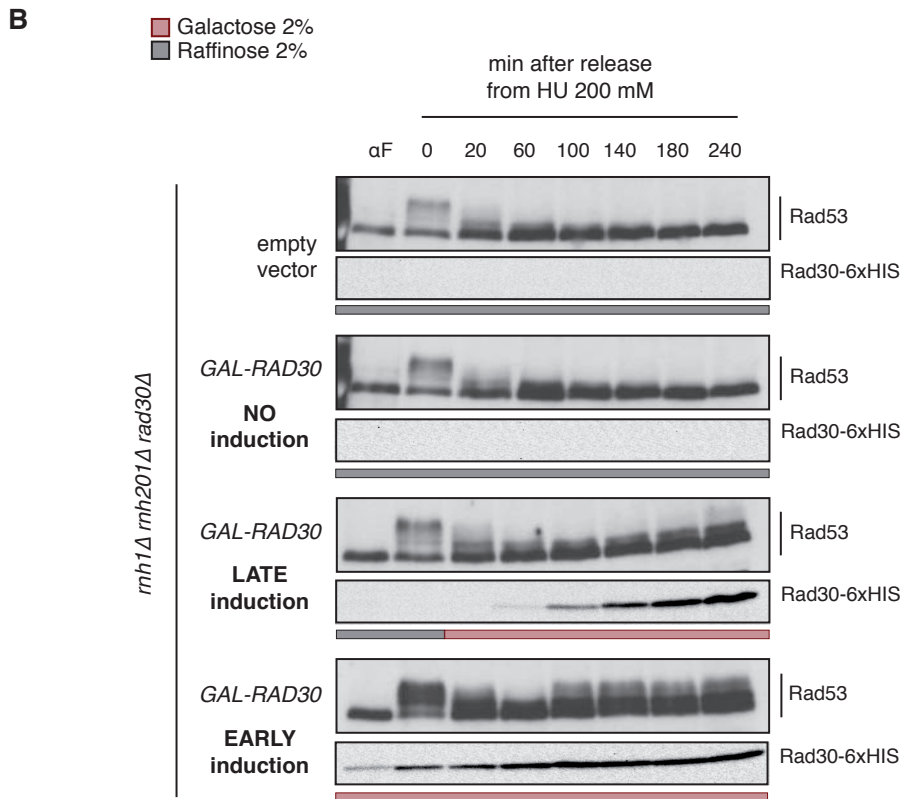 B
Galactose 2%
Raffinose 2%
min after release
from HU 200 mM
αF 0 20 60 100 140 180 240
rnh1Δ rnh201Δ rad30Δ
empty
vector
Rad53
Rad30-6xHIS
GAL-RAD30
NO
induction
Rad53
Rad30-6xHIS
GAL-RAD30
LATE
induction
Rad53
Rad30-6xHIS
GAL-RAD30
EARLY
induction
Rad53
Rad30-6xHIS